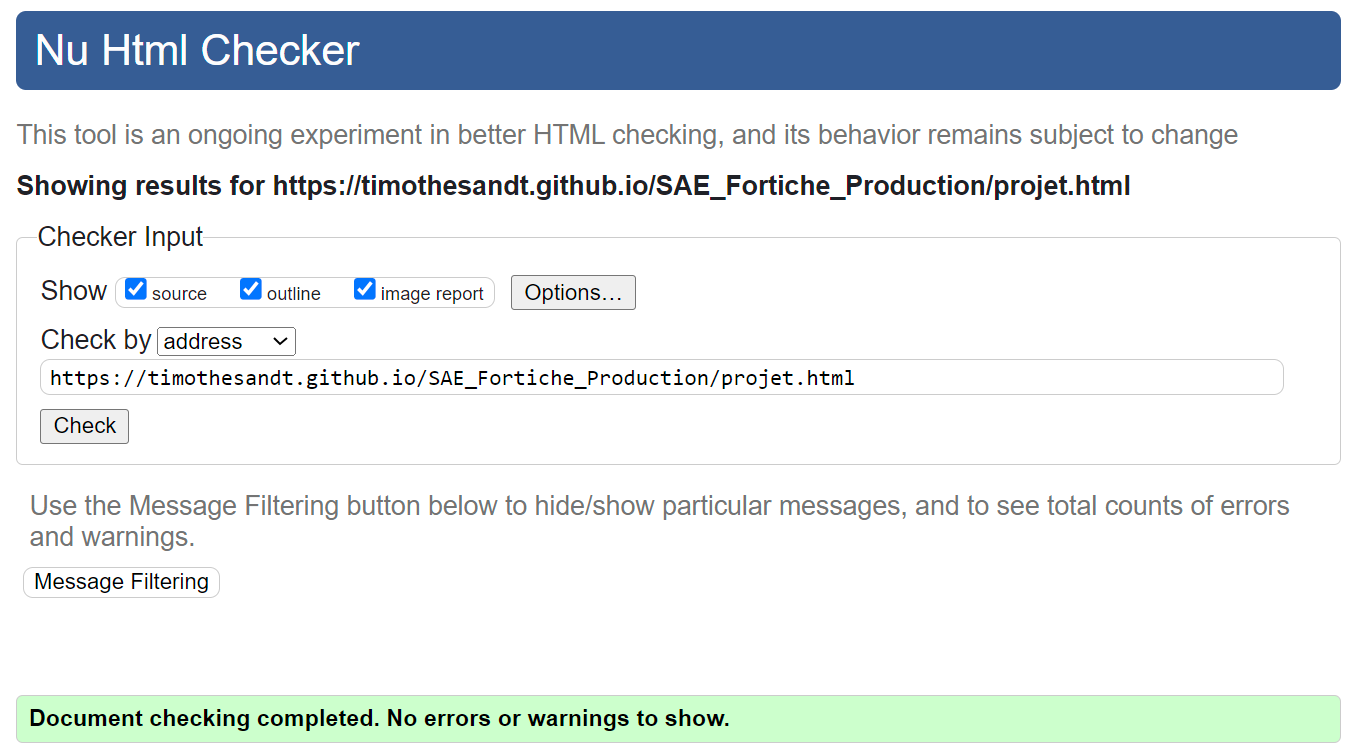 Nu Html Checker
This tool is an ongoing experiment in better HTML checking, and its behavior remains subject to change
Showing results for https://timothesandt.github.io/SAE_Fortiche_Production/projet.html
Checker Input
Show source outline image report Options...
Check by address
https://timothesandt.github.io/SAE_Fortiche_Production/projet.html
Check
Use the Message Filtering button below to hide/show particular messages, and to see total counts of errors
and warnings.
Message Filtering
Document checking completed. No errors or warnings to show.